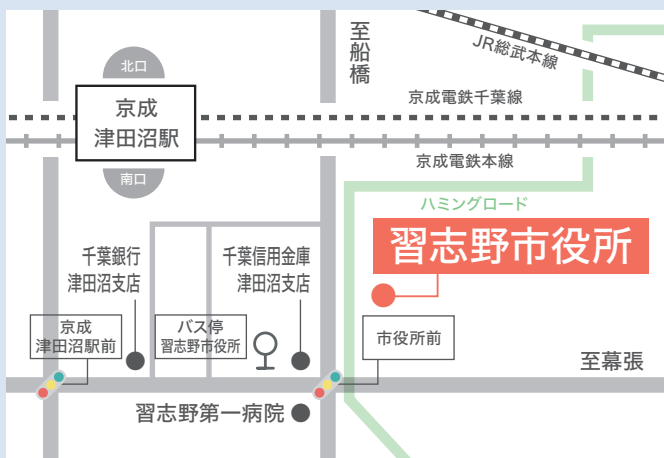 至船橋
JR総武本線
北口
京成
津田沼駅
京成電鉄千葉線
京成電鉄本線
南口
ハミングロード
習志野市役所
千葉銀行
津田沼支店
千葉信用金庫
津田沼支店
京成
津田沼駅前
バス停
習志野市役所
市役所前
至幕張
習志野第一病院